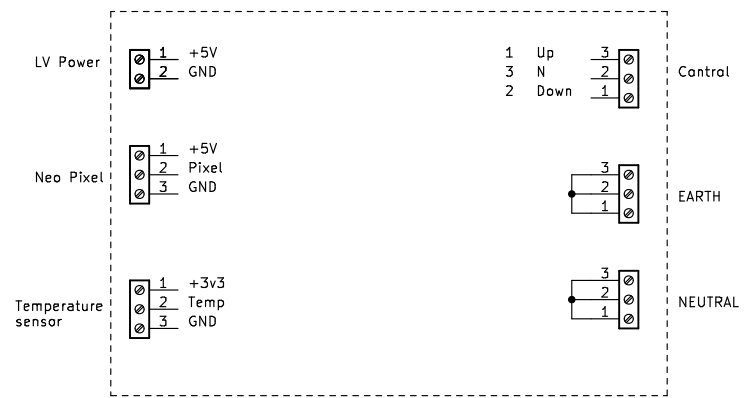 LV Power
1 +5V
2 GND
Neo Pixel
1 +5V
2 Pixel
3 GND
Temperature
sensor
1 +3v3
2 Temp
3 GND
1 Up 3
3 N 2
2 Down 1
Contral
3
2
1
EARTH
3
2
1
NEUTRAL